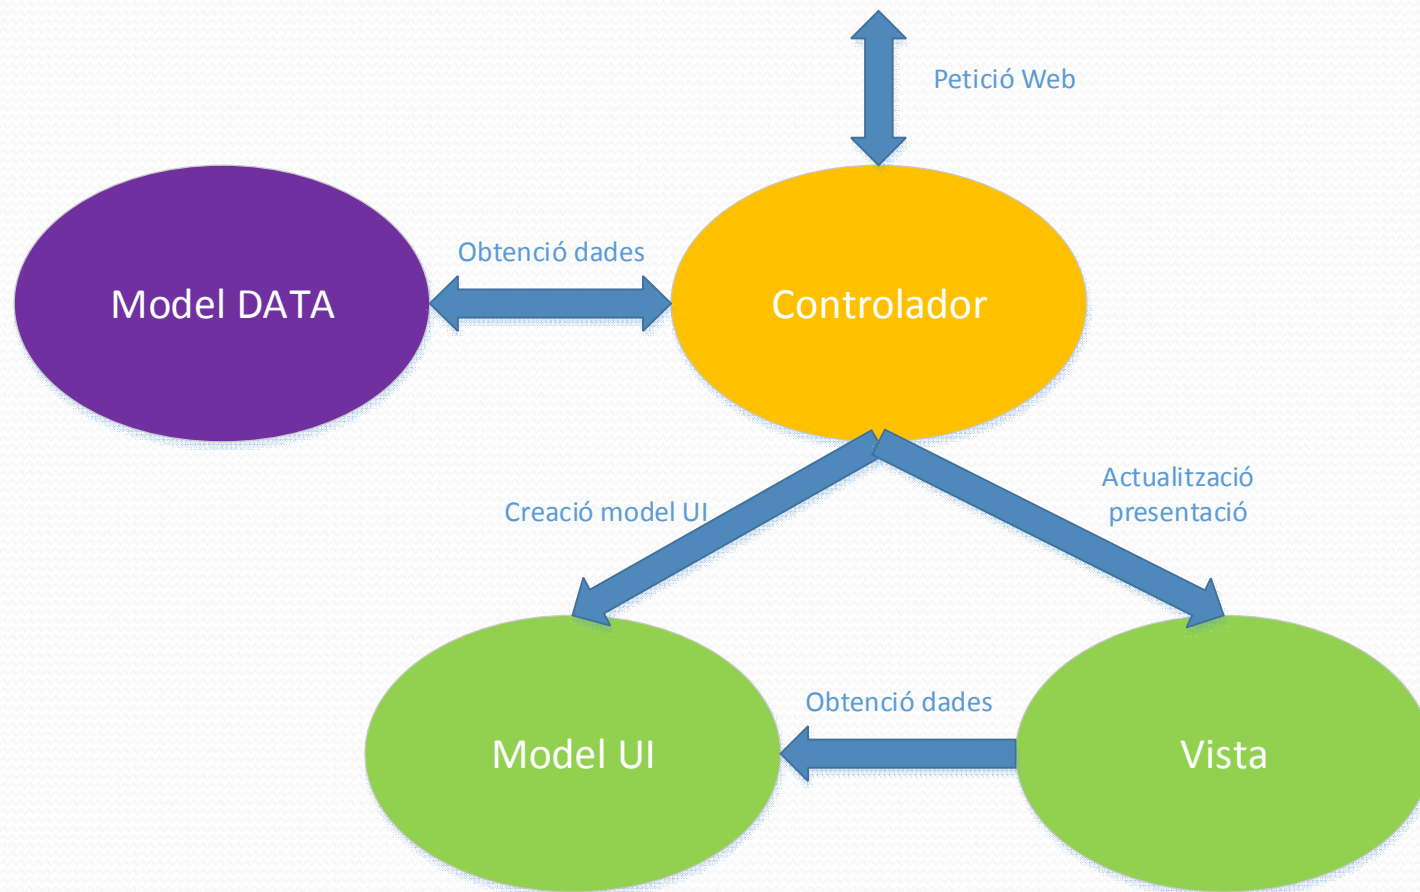 Petició Web
Obtenció dades
Model DATA
Controlador
Creació model UI
Actualització
presentació
Obtenció dades
Model UI
Vista